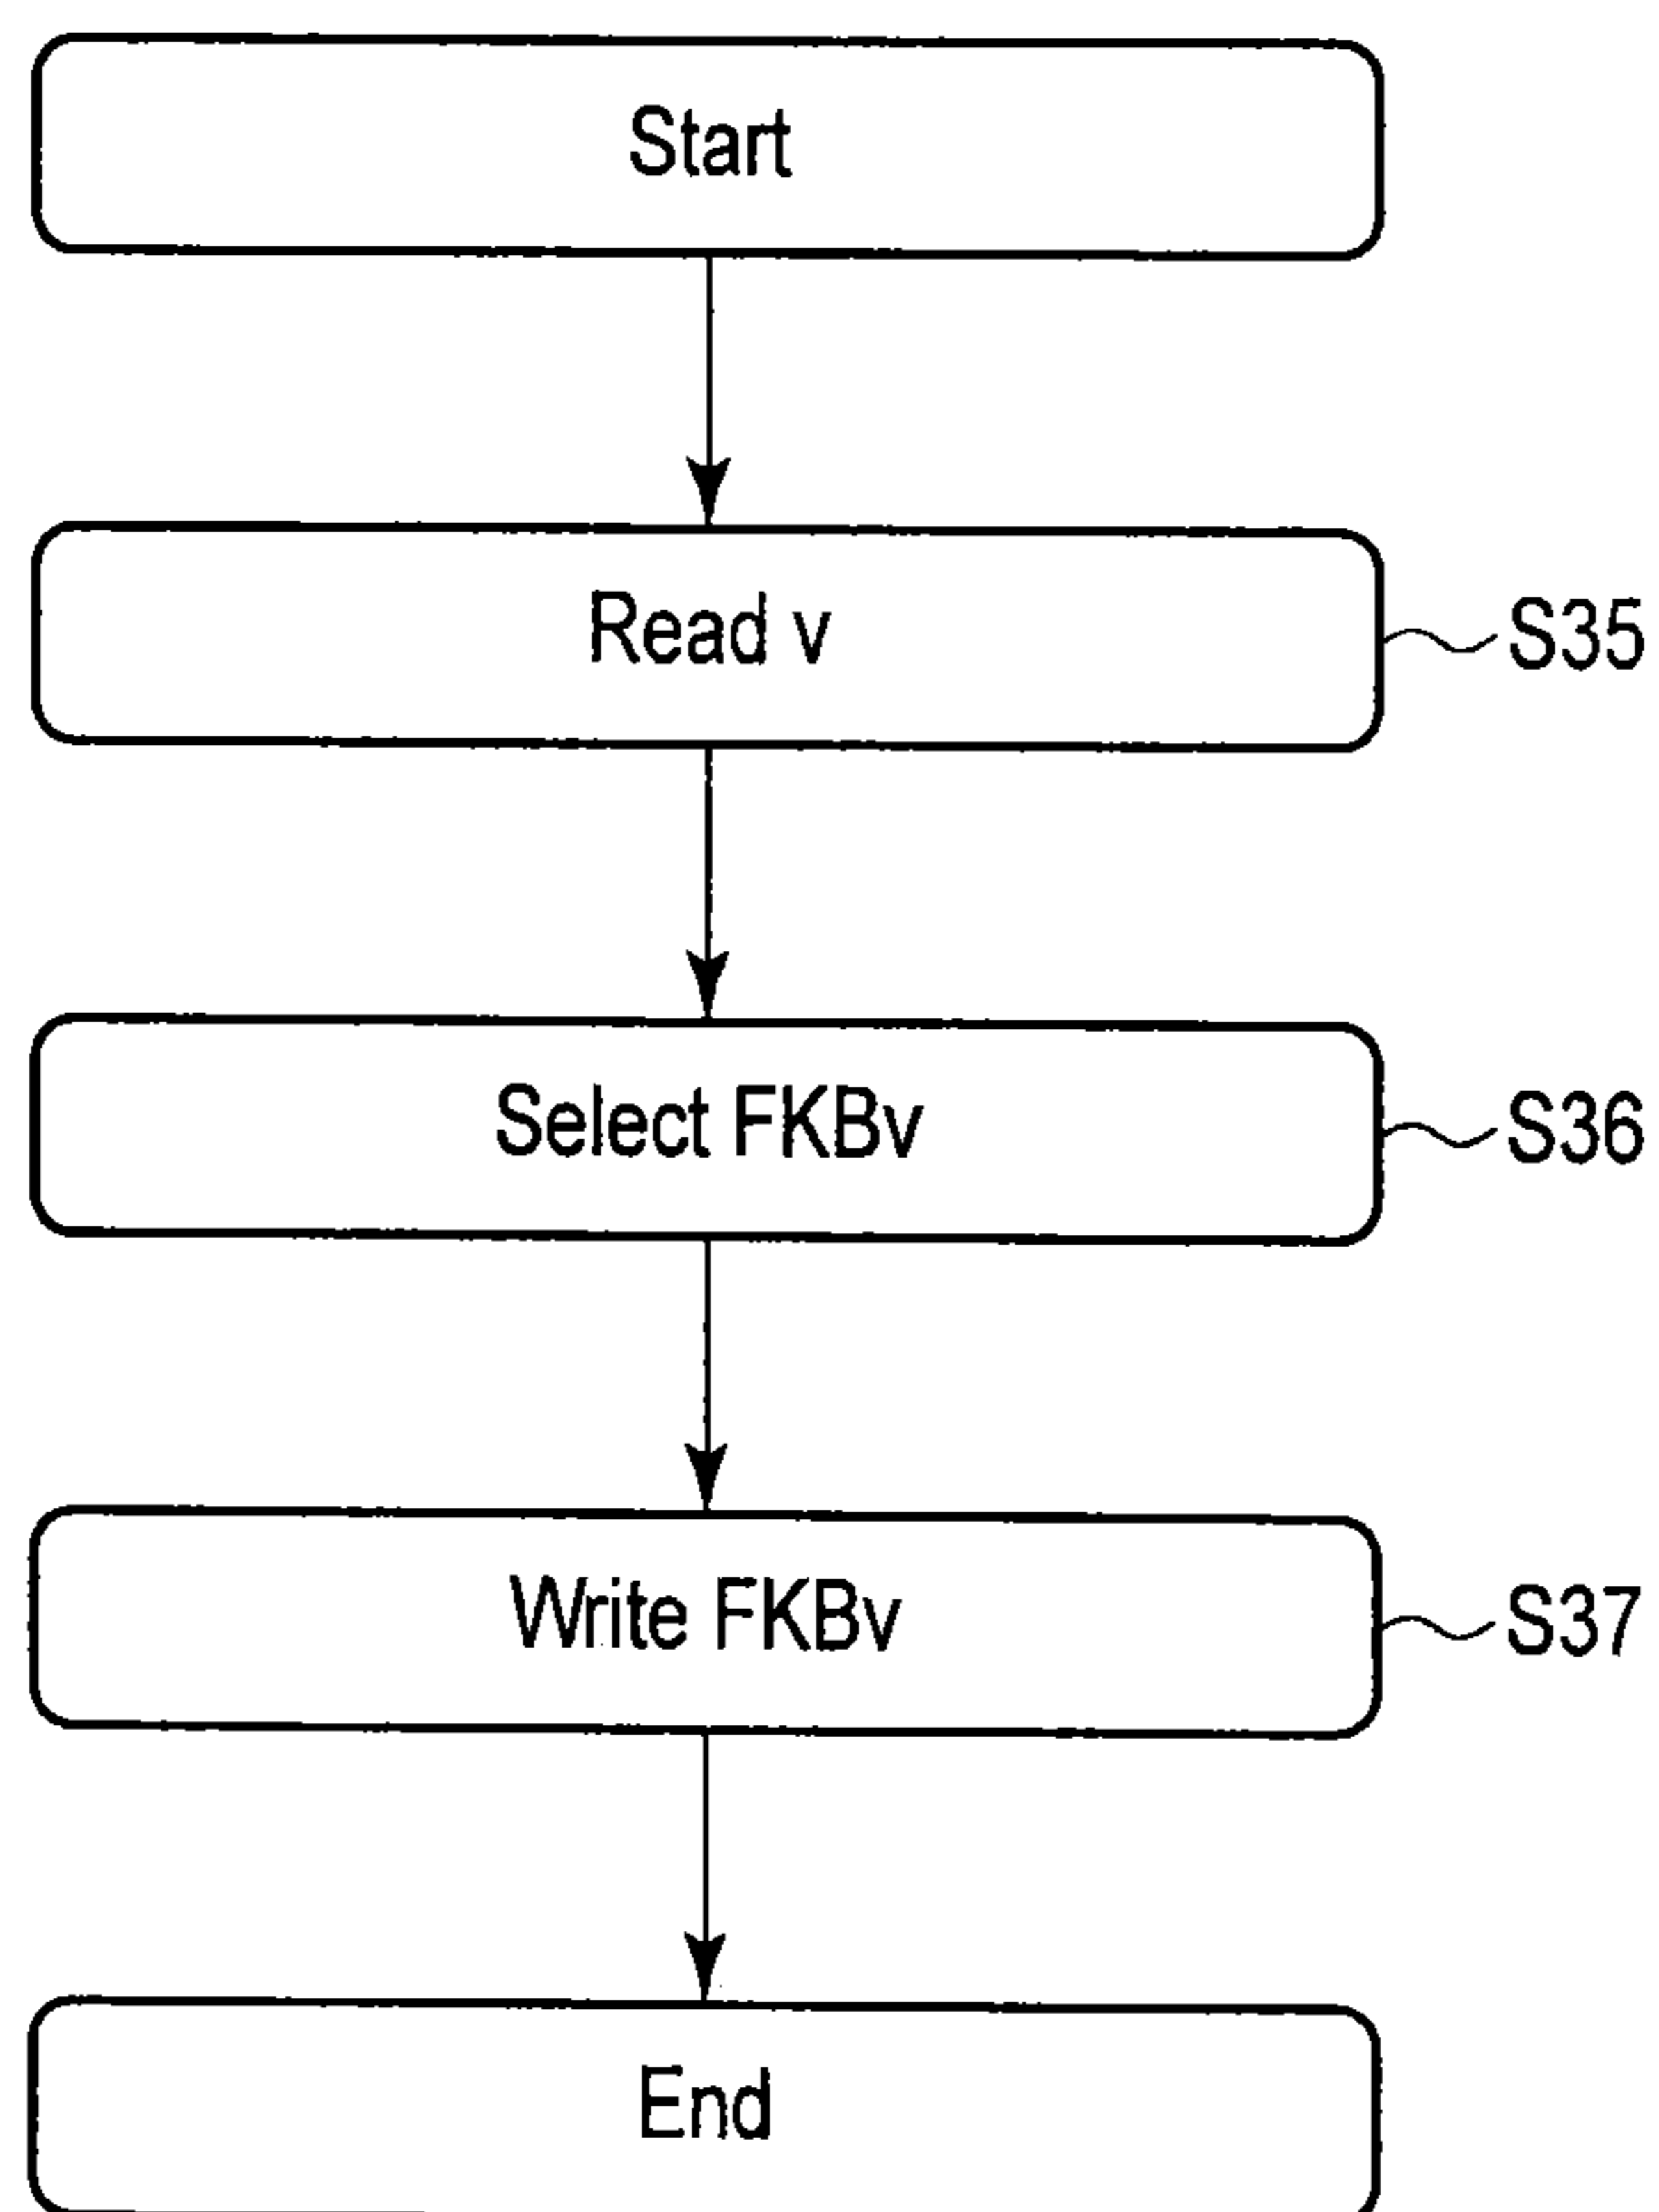 Start
Read v
S35
Select FKBv
S36
Write FKBv
S37
End